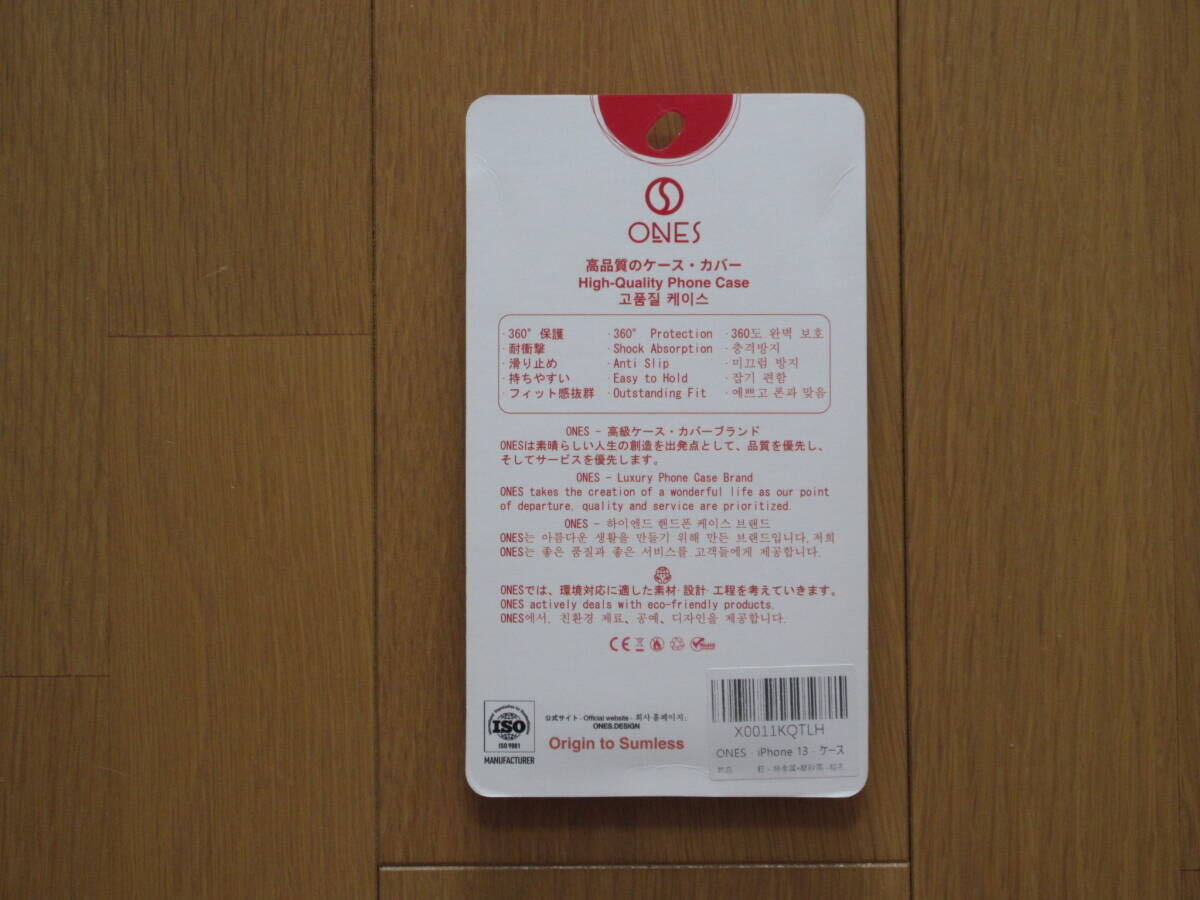 ONES
高品質のケース・カバー
High-Quality Phone Case
고품질 케이스
·360°保護
·耐衝撃
·滑り止め
·持ちやすい
·フィット感抜群
·360° Protection
·Shock Absorption
·Anti Slip
·Easy to Hold
·Outstanding Fit
·360도 완벽 보호
·충격방지
·미끄럼 방지
·잡기 편함
·예쁘고 폰과 맞음
ONES - 高級ケース・カバーブランド
ONESは素晴らしい人生の創造を出発点として、品質を優先し、
そしてサービスを優先します。
ONES - Luxury Phone Case Brand
ONES takes the creation of a wonderful life as our point
of departure, quality and service are prioritized.
ONES - 하이엔드 핸드폰 케이스 브랜드
ONES는 아름다운 생활을 만들기 위해 만든 브랜드입니다. 저희
ONES는 좋은 품질과 좋은 서비스를 고객들에게 제공합니다.
ONESでは、環境対応に適した素材·設計·工程を考えていきます。
ONES actively deals with eco-friendly products.
ONES에서, 친환경 재료、공예、디자인을 제공합니다.
CE
RoHS
ISO
ISO 9001
MANUFACTURER
公式サイト · Official website · 회사 홈페이지:
ONES.DESIGN
Origin to Sumless
X0011KQTLH
ONES - iPhone 13 - ケース